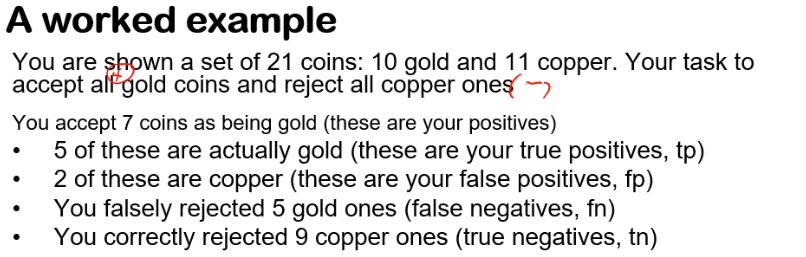 A worked example
You are shown a set of 21 coins: 10 gold and 11 copper. Your task to
accept all gold coins and reject all copper ones (-)
(+)
You accept 7 coins as being gold (these are your positives)
• 5 of these are actually gold (these are your true positives, tp)
• 2 of these are copper (these are your false positives, fp)
• You falsely rejected 5 gold ones (false negatives, fn)
• You correctly rejected 9 copper ones (true negatives, tn)